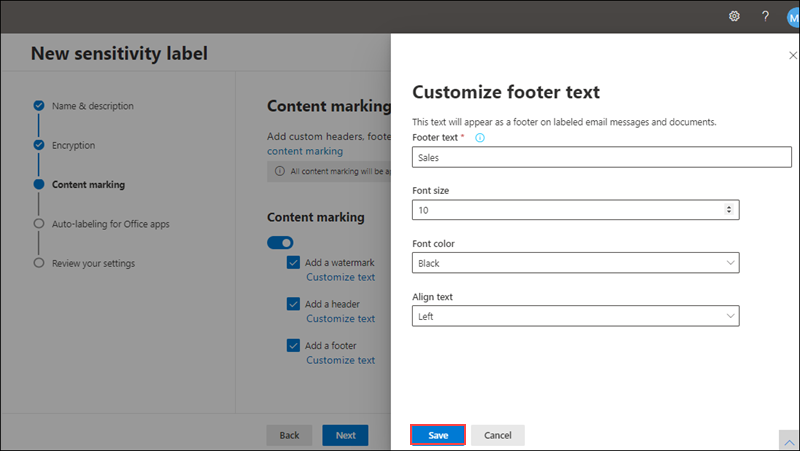 ?
M
New sensitivity label
Name & description
Encryption
Content marking
Auto-labeling for Office apps
Review your settings
Content marking
Add custom headers, foote
content marking
All content marking will be ap
Content marking
Add a watermark
Customize text
Add a header
Customize text
Add a footer
Customize text
Back
Next
Customize footer text
This text will appear as a footer on labeled email messages and documents.
Footer text *
Sales
Font size
10
Font color
Black
Align text
Left
Save
Cancel